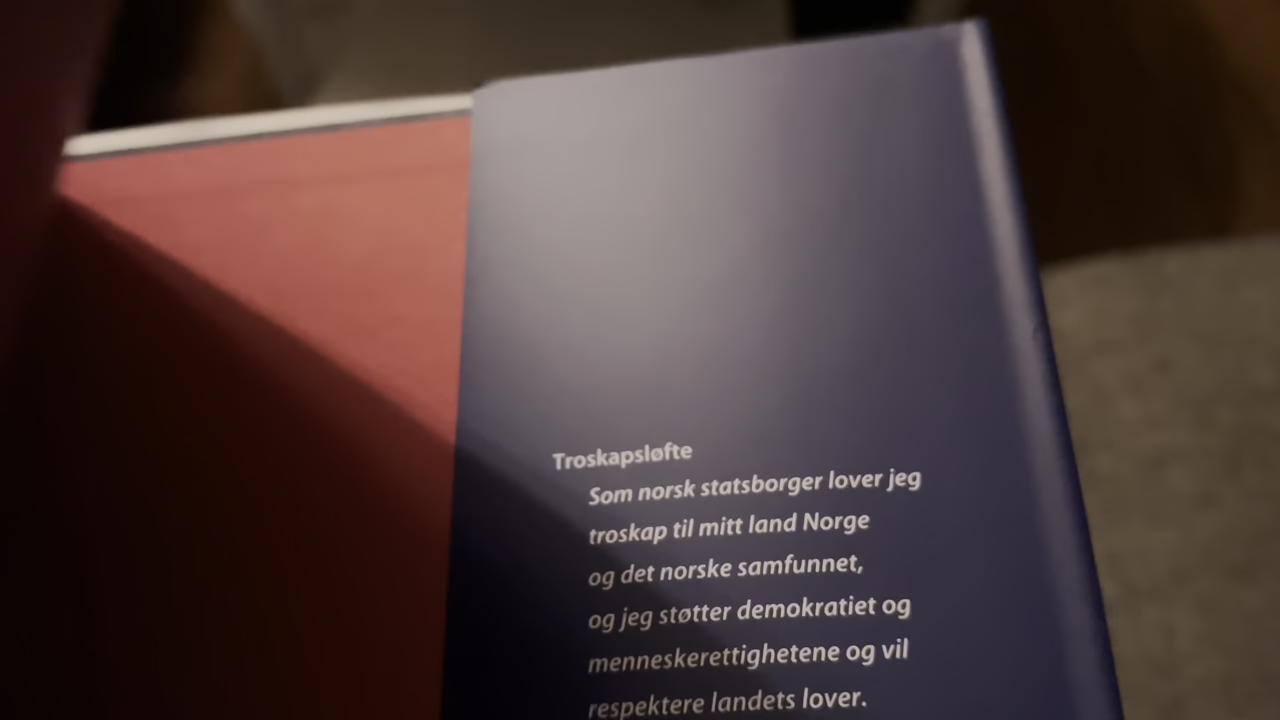 Troskapsløfte
Som norsk statsborger lover jeg
troskap til mitt land Norge
og det norske samfunnet,
og jeg støtter demokratiet og
menneskerettighetene og vil
respektere landets lover.